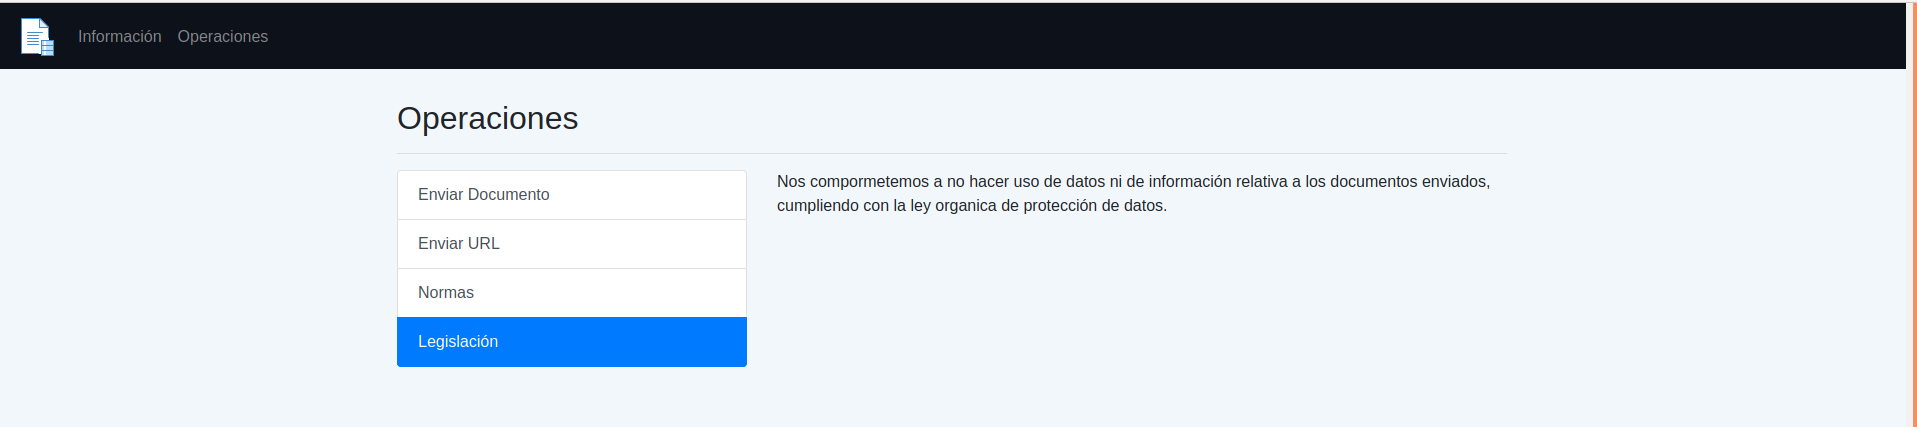 Información Operaciones
Operaciones
Enviar Documento
Enviar URL
Normas
Legislación
Nos compormetemos a no hacer uso de datos ni de información relativa a los documentos enviados,
cumpliendo con la ley organica de protección de datos.